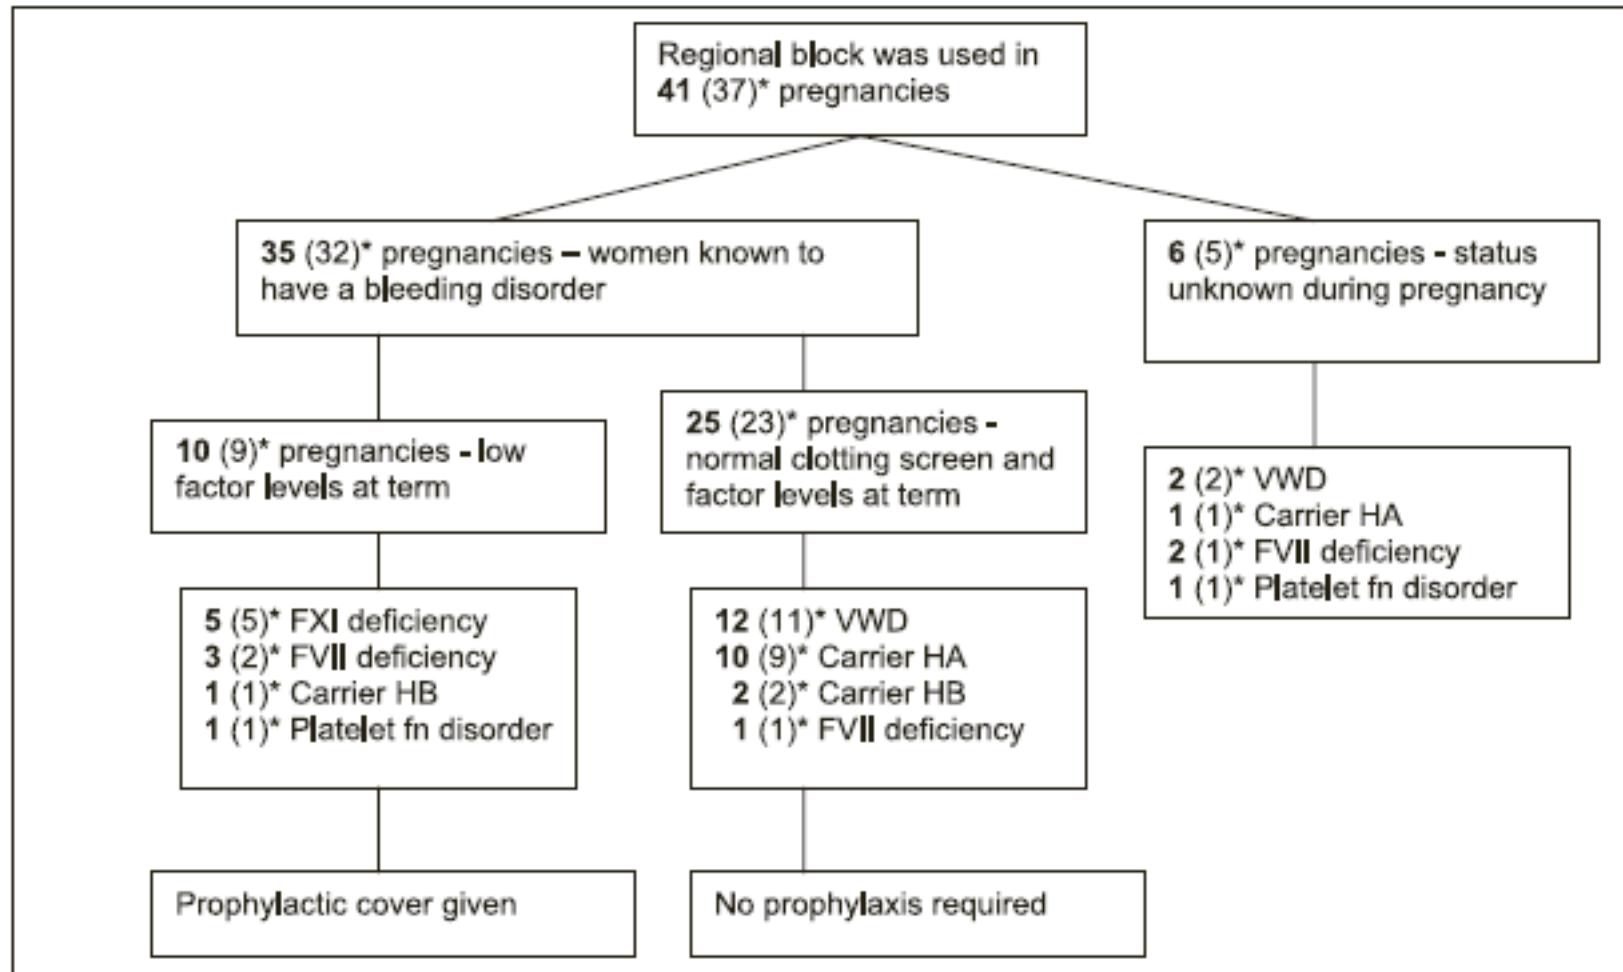 Regional block was used in
41 (37)* pregnancies
35 (32)* pregnancies – women known to
have a bleeding disorder
6 (5)* pregnancies - status
unknown during pregnancy
10 (9)* pregnancies - low
factor levels at term
25 (23)* pregnancies -
normal clotting screen and
factor levels at term
2 (2)* VWD
1 (1)* Carrier HA
2 (1)* FVII deficiency
1 (1)* Platelet fn disorder
5 (5)* FXI deficiency
3 (2)* FVII deficiency
1 (1)* Carrier HB
1 (1)* Platelet fn disorder
12 (11)* VWD
10 (9)* Carrier HA
2 (2)* Carrier HB
1 (1)* FVII deficiency
Prophylactic cover given
No prophylaxis required